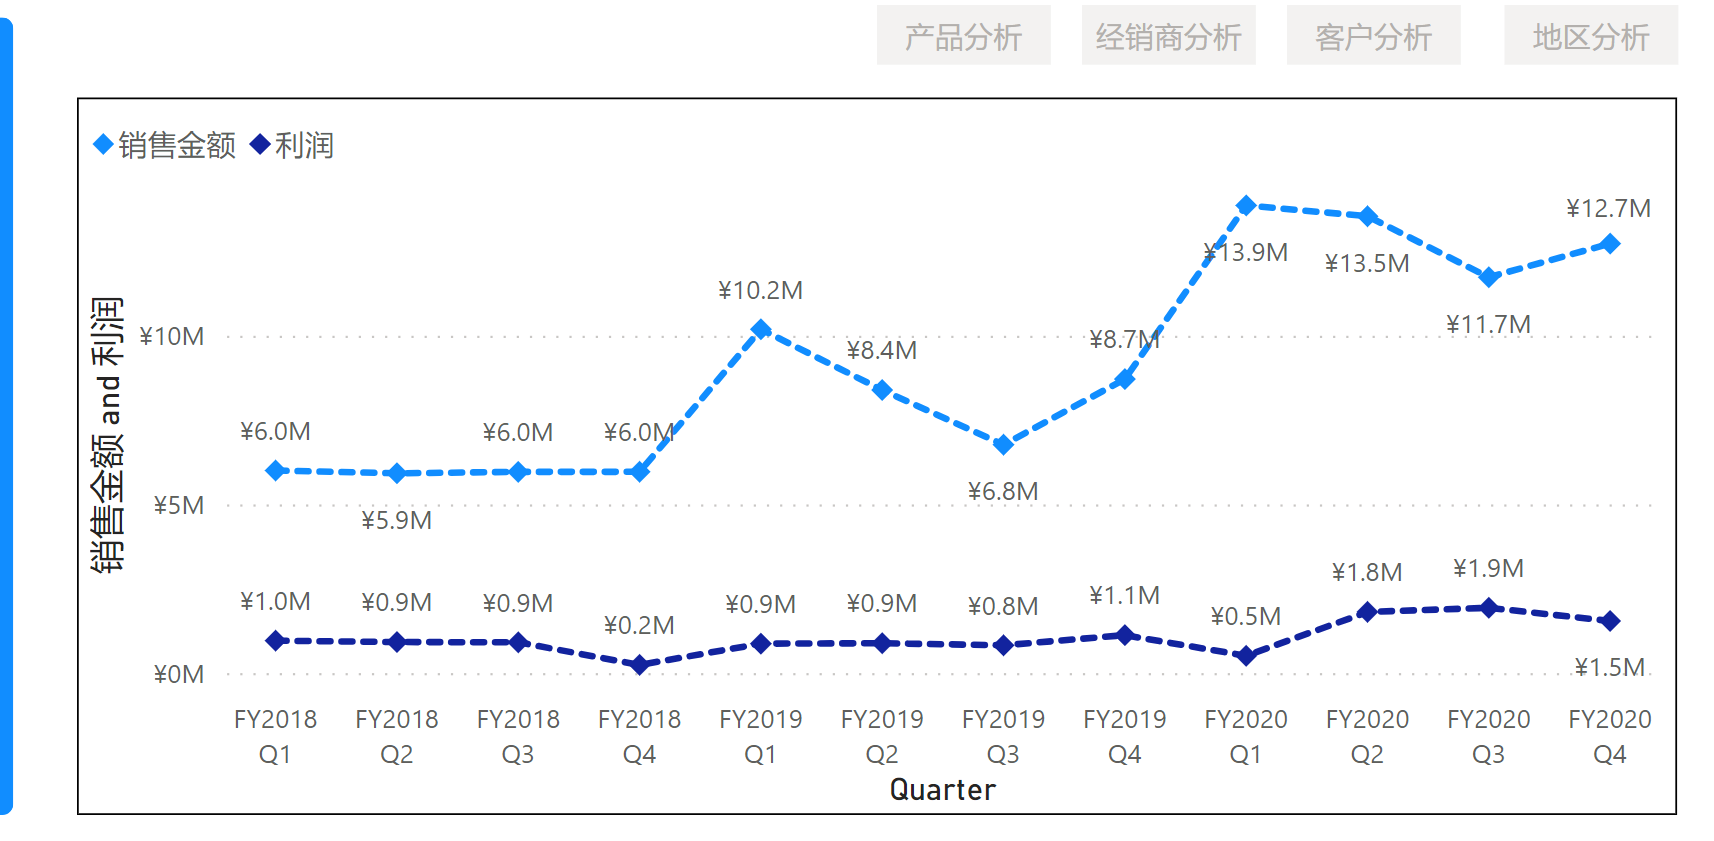 产品分析
经销商分析
客户分析
地区分析
销售金额 利润
销售金额 and 利润
¥10M
¥5M
¥0M
¥6.0M
¥5.9M
¥6.0M
¥6.0M
¥10.2M
¥8.4M
¥6.8M
¥8.7M
¥13.9M
¥13.5M
¥11.7M
¥12.7M
¥1.0M
¥0.9M
¥0.9M
¥0.2M
¥0.9M
¥0.9M
¥0.8M
¥1.1M
¥0.5M
¥1.8M
¥1.9M
¥1.5M
FY2018 Q1
FY2018 Q2
FY2018 Q3
FY2018 Q4
FY2019 Q1
FY2019 Q2
FY2019 Q3
FY2019 Q4
FY2020 Q1
FY2020 Q2
FY2020 Q3
FY2020 Q4
Quarter